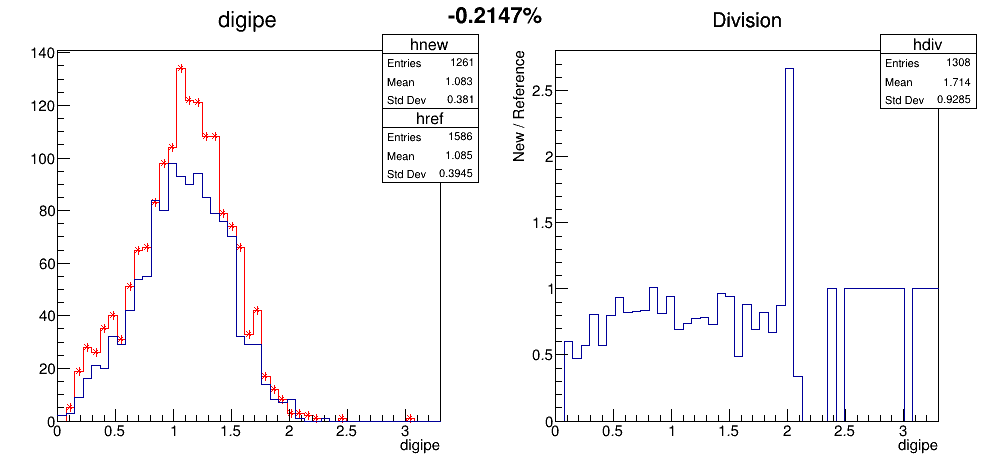 -0.2147%
digipe
hnew
Entries 1261
Mean 1.083
Std Dev 0.381
href
Entries 1586
Mean 1.085
Std Dev 0.3945
140
120
100
80
60
40
20
0
0 0.5 1 1.5 2 2.5 3
digipe
Division
hdiv
Entries 1308
Mean 1.714
Std Dev 0.9285
New / Reference
2.5
2
1.5
1
0.5
0
0 0.5 1 1.5 2 2.5 3
digipe